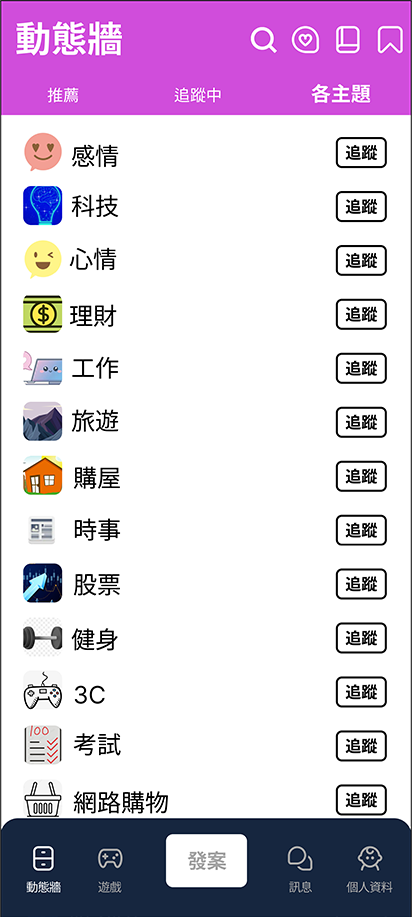 動態牆
推薦 追蹤中 各主題
感情 追蹤
科技 追蹤
心情 追蹤
理財 追蹤
工作 追蹤
旅遊 追蹤
購屋 追蹤
時事 追蹤
股票 追蹤
健身 追蹤
3C 追蹤
100
考試 追蹤
網路購物 追蹤
發案
動態牆 遊戲 訊息 個人資料